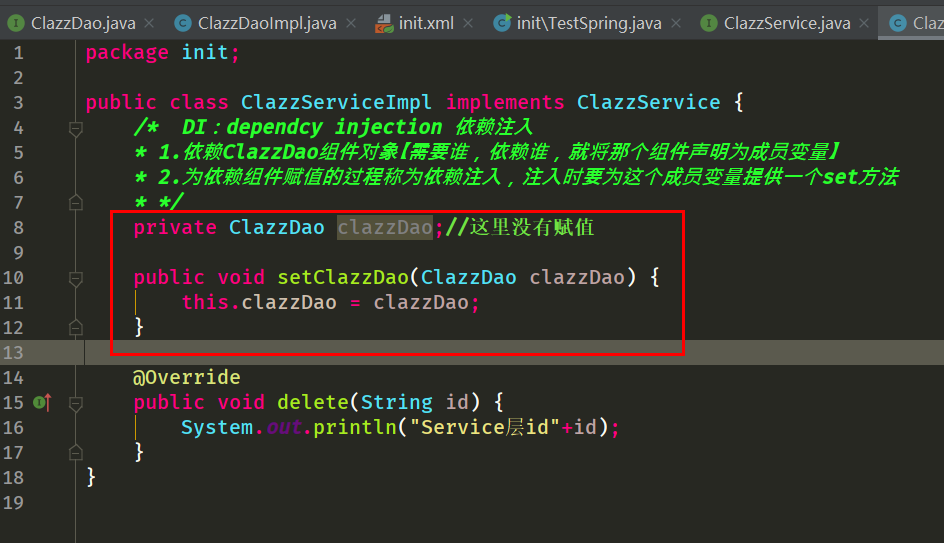 ClazzDao.java ClazzDaoImpl.java init.xml init\TestSpring.java ClazzService.java Claz
1 package init;
2
3 public class ClazzServiceImpl implements ClazzService {
4 /* DI：dependcy injection 依赖注入
5 * 1.依赖ClazzDao组件对象【需要谁，依赖谁，就将那个组件声明为成员变量】
6 * 2.为依赖组件赋值的过程称为依赖注入，注入时要为这个成员变量提供一个set方法
7 * */
8 private ClazzDao clazzDao;//这里没有赋值
9
10 public void setClazzDao(ClazzDao clazzDao) {
11 this.clazzDao = clazzDao;
12 }
13
14 @Override
15 public void delete(String id) {
16 System.out.println("Service层id"+id);
17 }
18 }
19